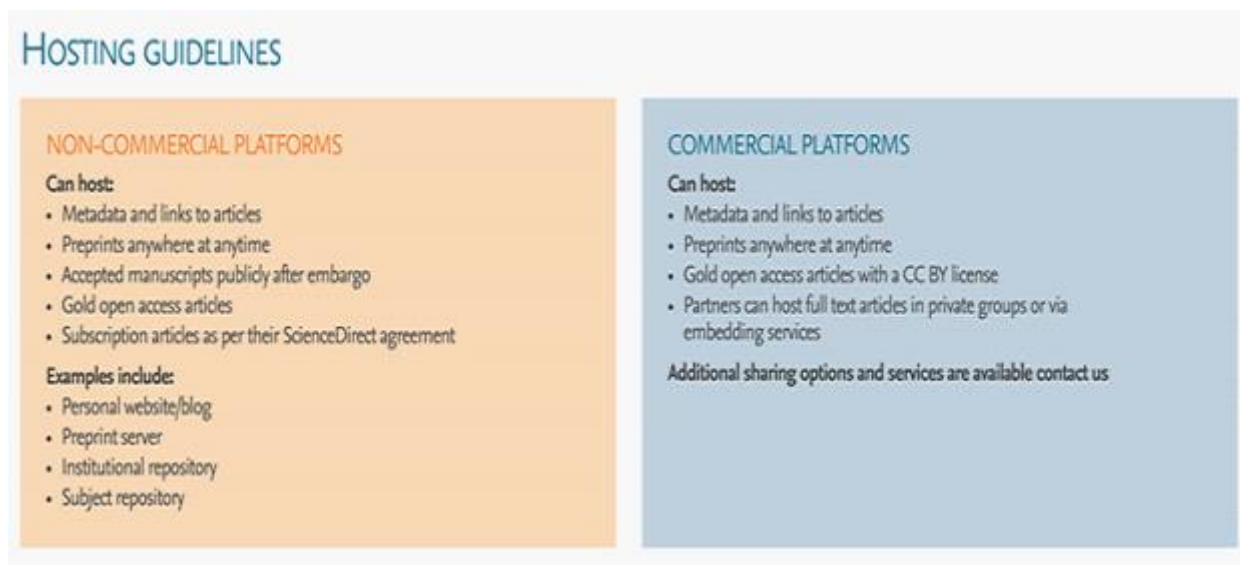 HOSTING GUIDELINES
NON-COMMERCIAL PLATFORMS
Can host:
• Metadata and links to articles
• Preprints anywhere at anytime
• Accepted manuscripts publicly after embargo
• Gold open access articles
• Subscription articles as per their ScienceDirect agreement
Examples include:
• Personal website/blog
• Preprint server
• Institutional repository
• Subject repository
COMMERCIAL PLATFORMS
Can host:
• Metadata and links to articles
• Preprints anywhere at anytime
• Gold open access articles with a CC BY license
• Partners can host full text articles in private groups or via
embedding services
Additional sharing options and services are available contact us